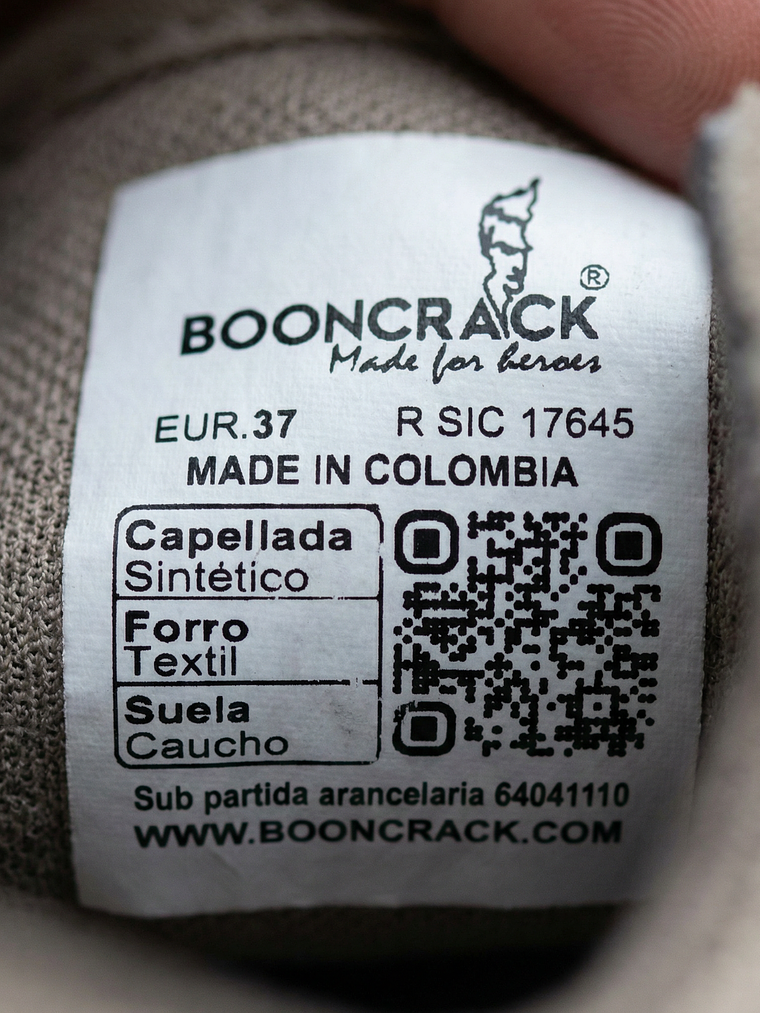 BOONCRACK®
Made for heroes
EUR.37 R SIC 17645
MADE IN COLOMBIA
Capellada
Sintético
Forro
Textil
Suela
Caucho
Sub partida arancelaria 64041110
WWW.BOONCRACK.COM